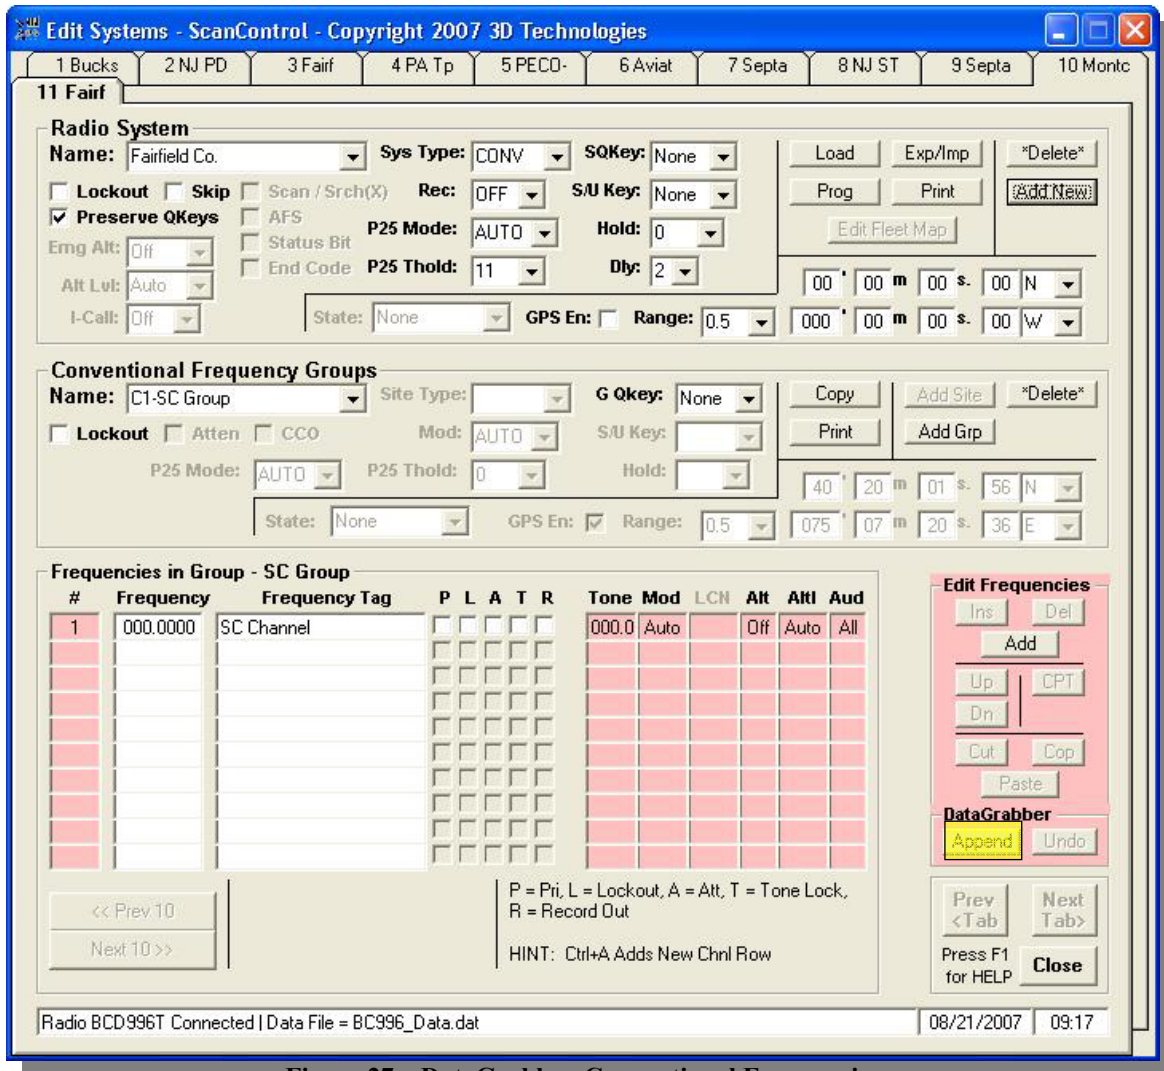 Edit Systems - ScanControl - Copyright 2007 3D Technologies
1 Bucks 2 NJ PD 3 Fairf 4 PA Tp 5 PECO- 6 Aviat 7 Septa 8 NJ ST 9 Septa 10 Montc
11 Fairf
Radio System
Name: Fairfield Co. Sys Type: CONV SQKey: None Load Exp/Imp *Delete*
Lockout Skip Scan / Srch(X) Rec: OFF S/U Key: None Prog Print (Add New)
Preserve QKeys AFS P25 Mode: AUTO Hold: 0 Edit Fleet Map
Emg Alt: Off Status Bit
End Code P25 Thold: 11 Dly: 2
Alt Lvl: Auto 00 ' 00 m 00 s. 00 N
I-Call: Off State: None GPS En: Range: 0.5 000 ' 00 m 00 s. 00 W
Conventional Frequency Groups
Name: C1-SC Group Site Type: G Qkey: None Copy Add Site *Delete*
Lockout Atten CCO Mod: AUTO S/U Key: Print Add Grp
P25 Mode: AUTO P25 Thold: 0 Hold: 40 ' 20 m 01 s. 56 N
State: None GPS En: Range: 0.5 075 ' 07 m 20 s. 36 E
Frequencies in Group - SC Group
# Frequency Frequency Tag P L A T R Tone Mod LCN Alt Altl Aud
1 000.0000 SC Channel 000.0 Auto Off Auto All
Edit Frequencies
Ins Del
Add
Up CPT
Dn
Cut Cop
Paste
DataGrabber
Append Undo
<< Prev 10
Next 10 >>
P = Pri, L = Lockout, A = Att, T = Tone Lock,
R = Record Out
HINT: Ctrl+A Adds New Chnl Row
Prev <Tab Next Tab>
Press F1 for HELP Close
Radio BCD996T Connected | Data File = BC996_Data.dat 08/21/2007 09:17